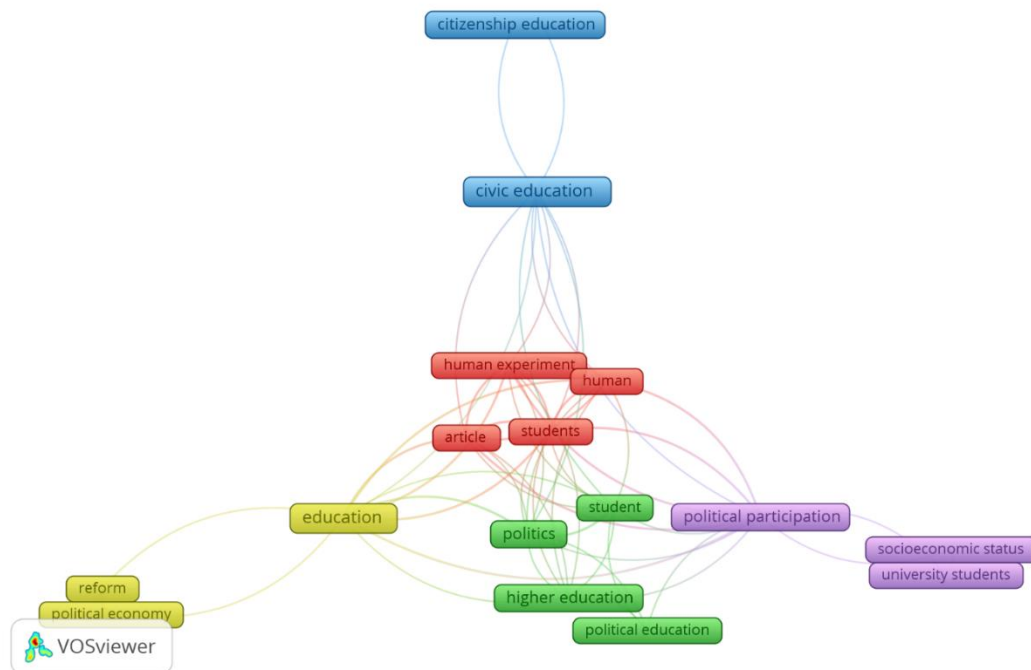 citizenship education
civic education
human experiment
human
students
article
student
education
political participation
politics
socioeconomic status
university students
reform
higher education
political economy
political education
VOSviewer